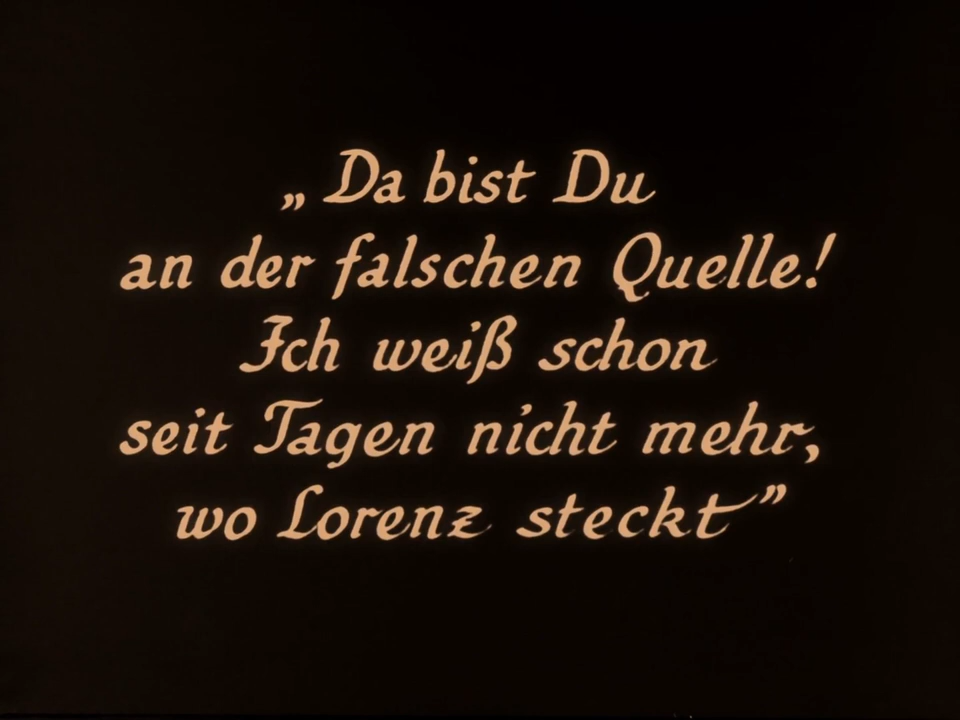 „Da bist Du
an der falschen Quelle!
Ich weiß schon
seit Tagen nicht mehr,
wo Lorenz steckt”